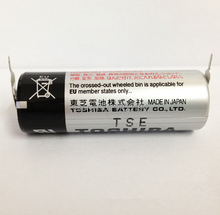 The crossed-out wheeled bin is applicable for
EU member states only...
東芝電池株式会社 MADE IN JAPAN
TOSHIBA BATTERY CO.,LTD.
TSE
TOSHIBA